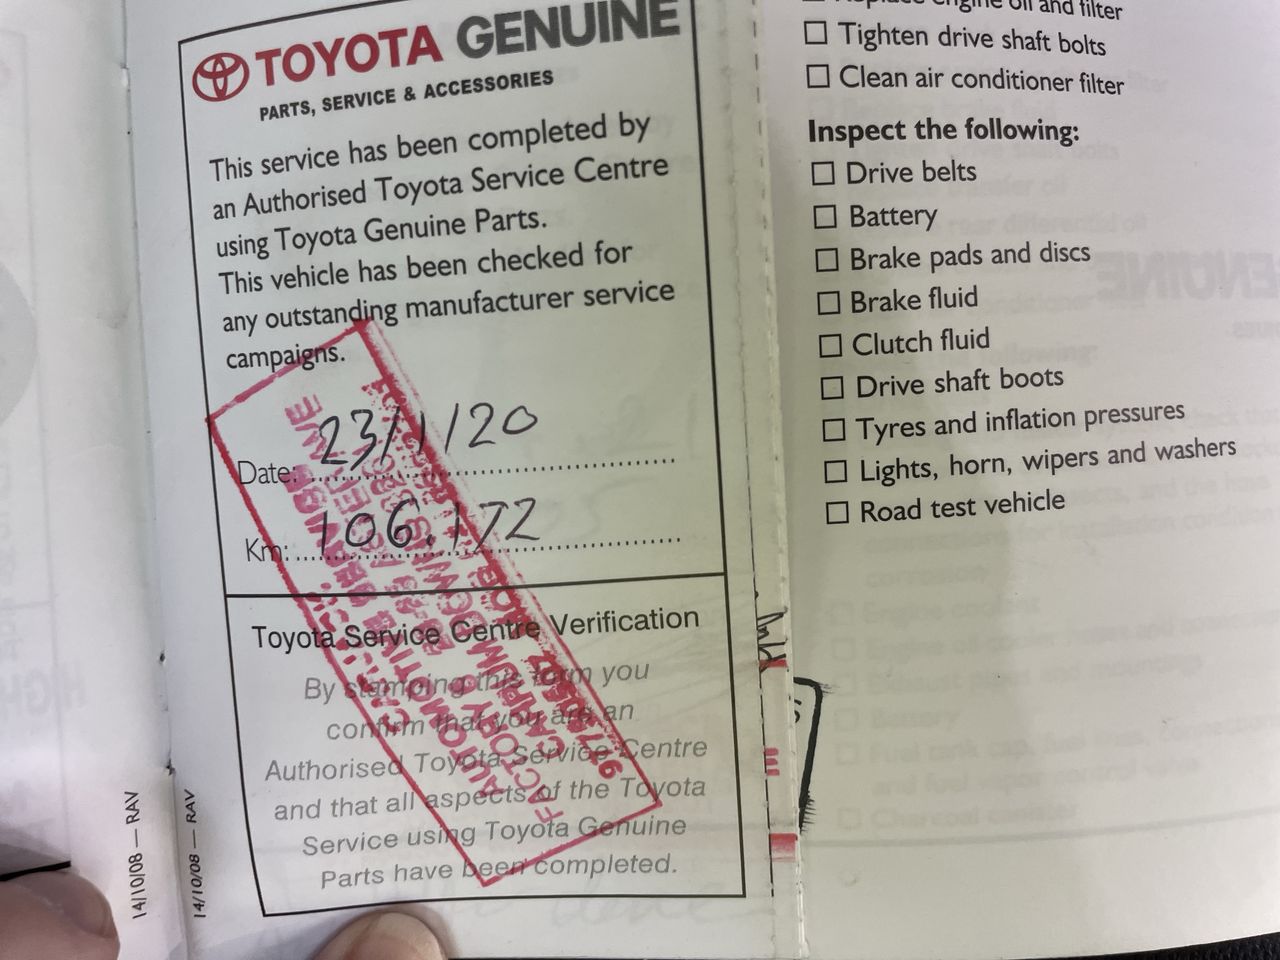 TOYOTA GENUINE
PARTS, SERVICE & ACCESSORIES
This service has been completed by
an Authorised Toyota Service Centre
using Toyota Genuine Parts.
This vehicle has been checked for
any outstanding manufacturer service
campaigns.
Date: 23/1/20
Km: 106.172
Toyota Service Centre Verification
By stamping this form you
confirm that you are an
Authorised Toyota Service Centre
and that all aspects of the Toyota
Service using Toyota Genuine
Parts have been completed.
AUTOMOTIVE
FACTORY
14/10/08 — RAV
14/10/08 — RAV
engine oil and filter
Tighten drive shaft bolts
Clean air conditioner filter
Inspect the following:
Drive belts
Battery
Brake pads and discs
Brake fluid
Clutch fluid
Drive shaft boots
Tyres and inflation pressures
Lights, horn, wipers and washers
Road test vehicle